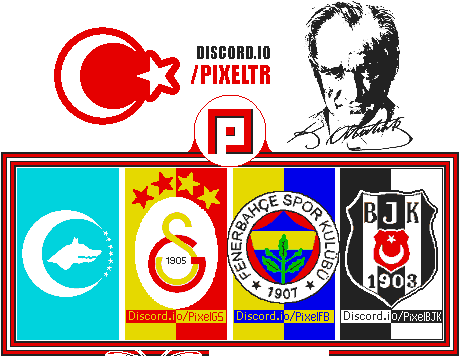 DISCORD.IO
/PIXELTR
K. Atatürk
1905
Discord.io/PixelGS
FENERBAHÇE SPOR KULÜBÜ
★ 1907 ★
Discord.io/PixelFB
BJK
1903
Discord.io/PixelBJK